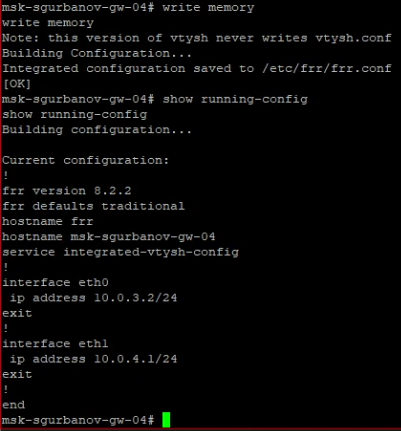 msk-sgurbanov-gw-04# write memory
write memory
Note: this version of vtysh never writes vtysh.conf
Building Configuration...
Integrated configuration saved to /etc/frr/frr.conf
[OK]
msk-sgurbanov-gw-04# show running-config
show running-config
Building configuration...
Current configuration:
!
frr version 8.2.2
frr defaults traditional
hostname frr
hostname msk-sgurbanov-gw-04
service integrated-vtysh-config
!
interface eth0
 ip address 10.0.3.2/24
exit
!
interface eth1
 ip address 10.0.4.1/24
exit
!
end
msk-sgurbanov-gw-04#